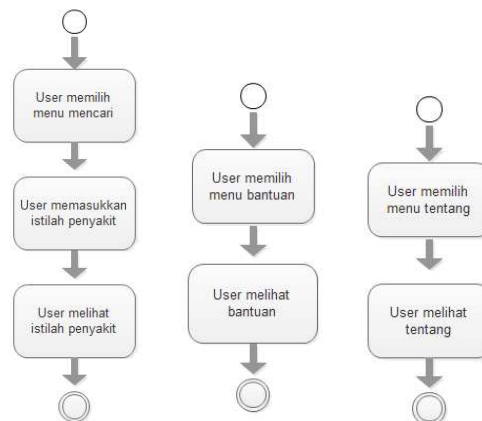 User memilih
menu mencari
User memasukkan
istilah penyakit
User melihat
istilah penyakit
User memilih
menu bantuan
User melihat
bantuan
User memilih
menu tentang
User melihat
tentang